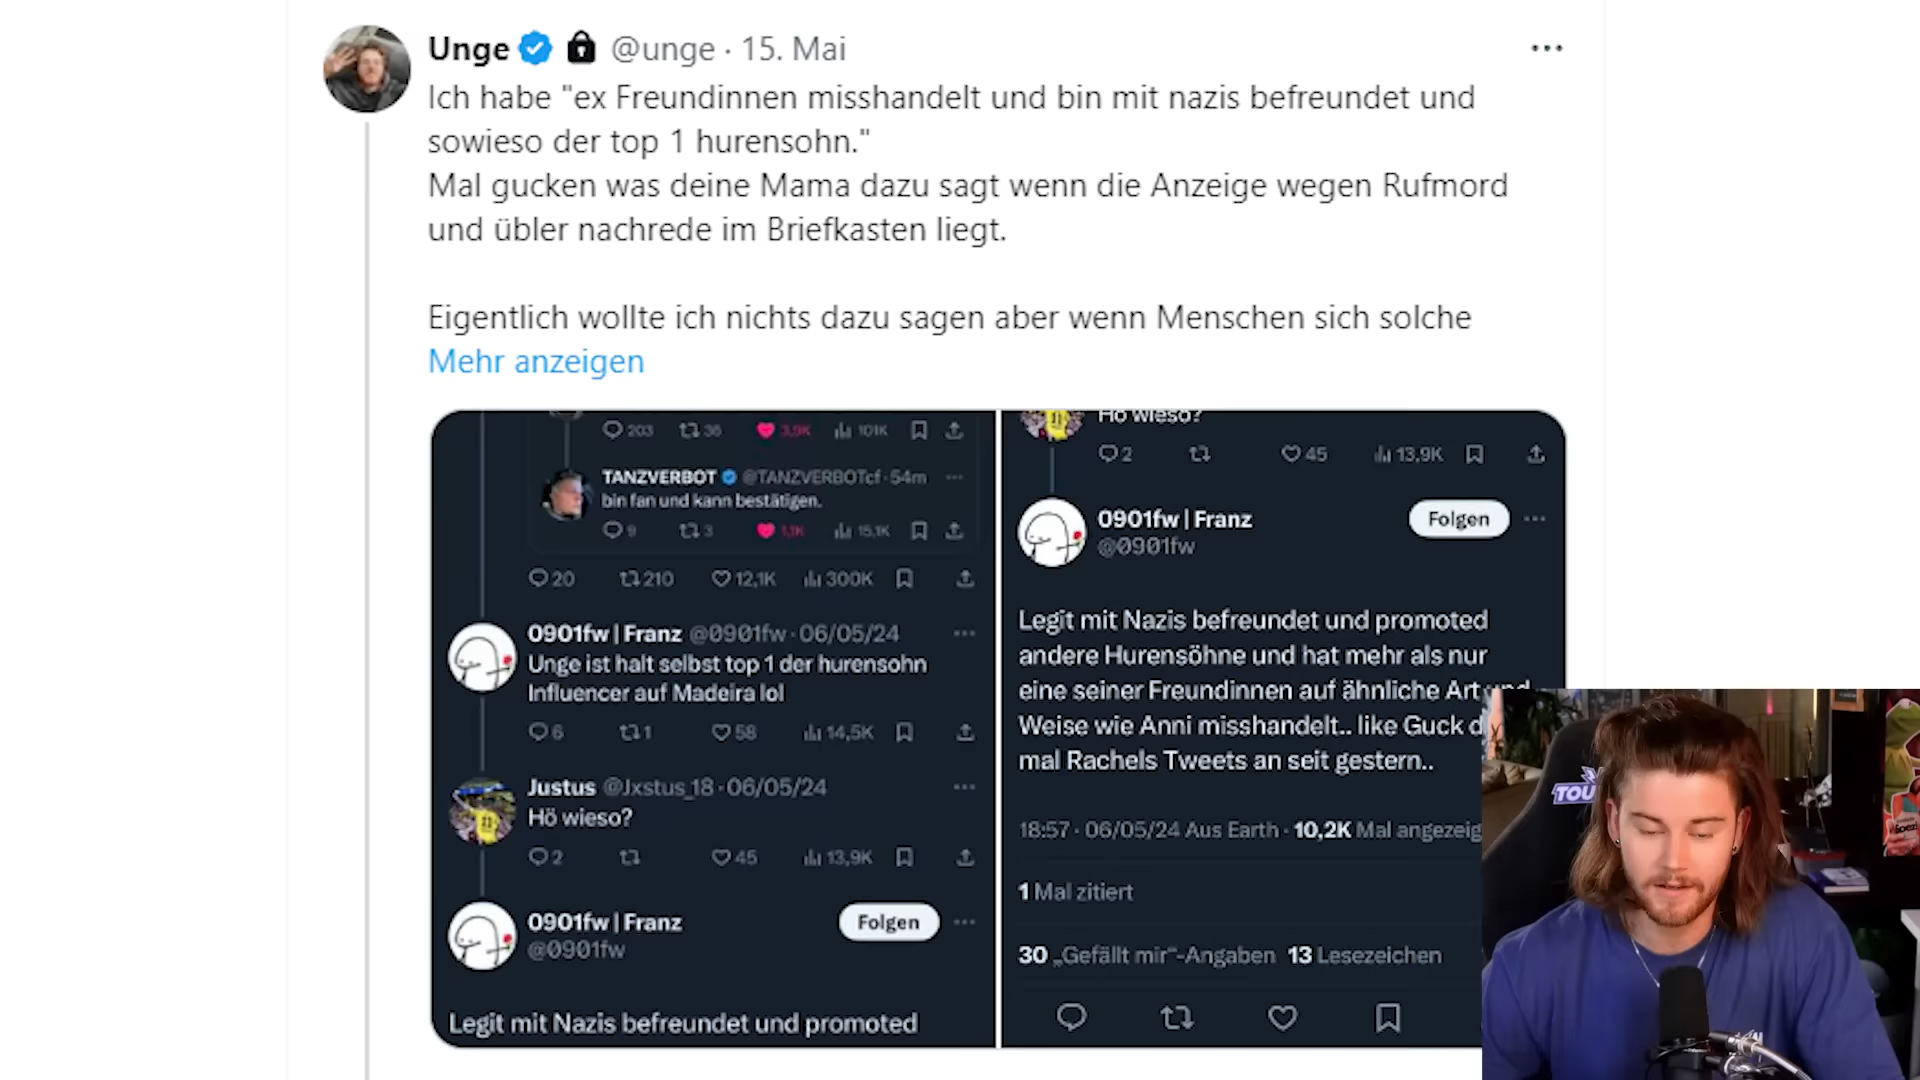 Unge @unge · 15. Mai
Ich habe "ex Freundinnen misshandelt und bin mit nazis befreundet und
sowieso der top 1 hurensohn."
Mal gucken was deine Mama dazu sagt wenn die Anzeige wegen Rufmord
und übler nachrede im Briefkasten liegt.
Eigentlich wollte ich nichts dazu sagen aber wenn Menschen sich solche
Mehr anzeigen
203 36 3,9K 101K
TANZVERBOT @TANZVERBOTcf · 54m
bin fan und kann bestätigen.
9 3 1,1K 15,1K
20 210 12,1K 300K
0901fw | Franz @0901fw · 06/05/24
Unge ist halt selbst top 1 der hurensohn
Influencer auf Madeira lol
6 1 58 14,5K
Justus @Jxstus_18 · 06/05/24
Hö wieso?
2 45 13,9K
0901fw | Franz
Folgen
@0901fw
Legit mit Nazis befreundet und promoted
Hö wieso?
2 45 13,9K
0901fw | Franz
Folgen
@0901fw
Legit mit Nazis befreundet und promoted
andere Hurensöhne und hat mehr als nur
eine seiner Freundinnen auf ähnliche Art und
Weise wie Anni misshandelt.. like Guck d
mal Rachels Tweets an seit gestern..
18:57 · 06/05/24 Aus Earth · 10,2K Mal angezeig
1 Mal zitiert
30 „Gefällt mir“-Angaben 13 Lesezeichen
TOU